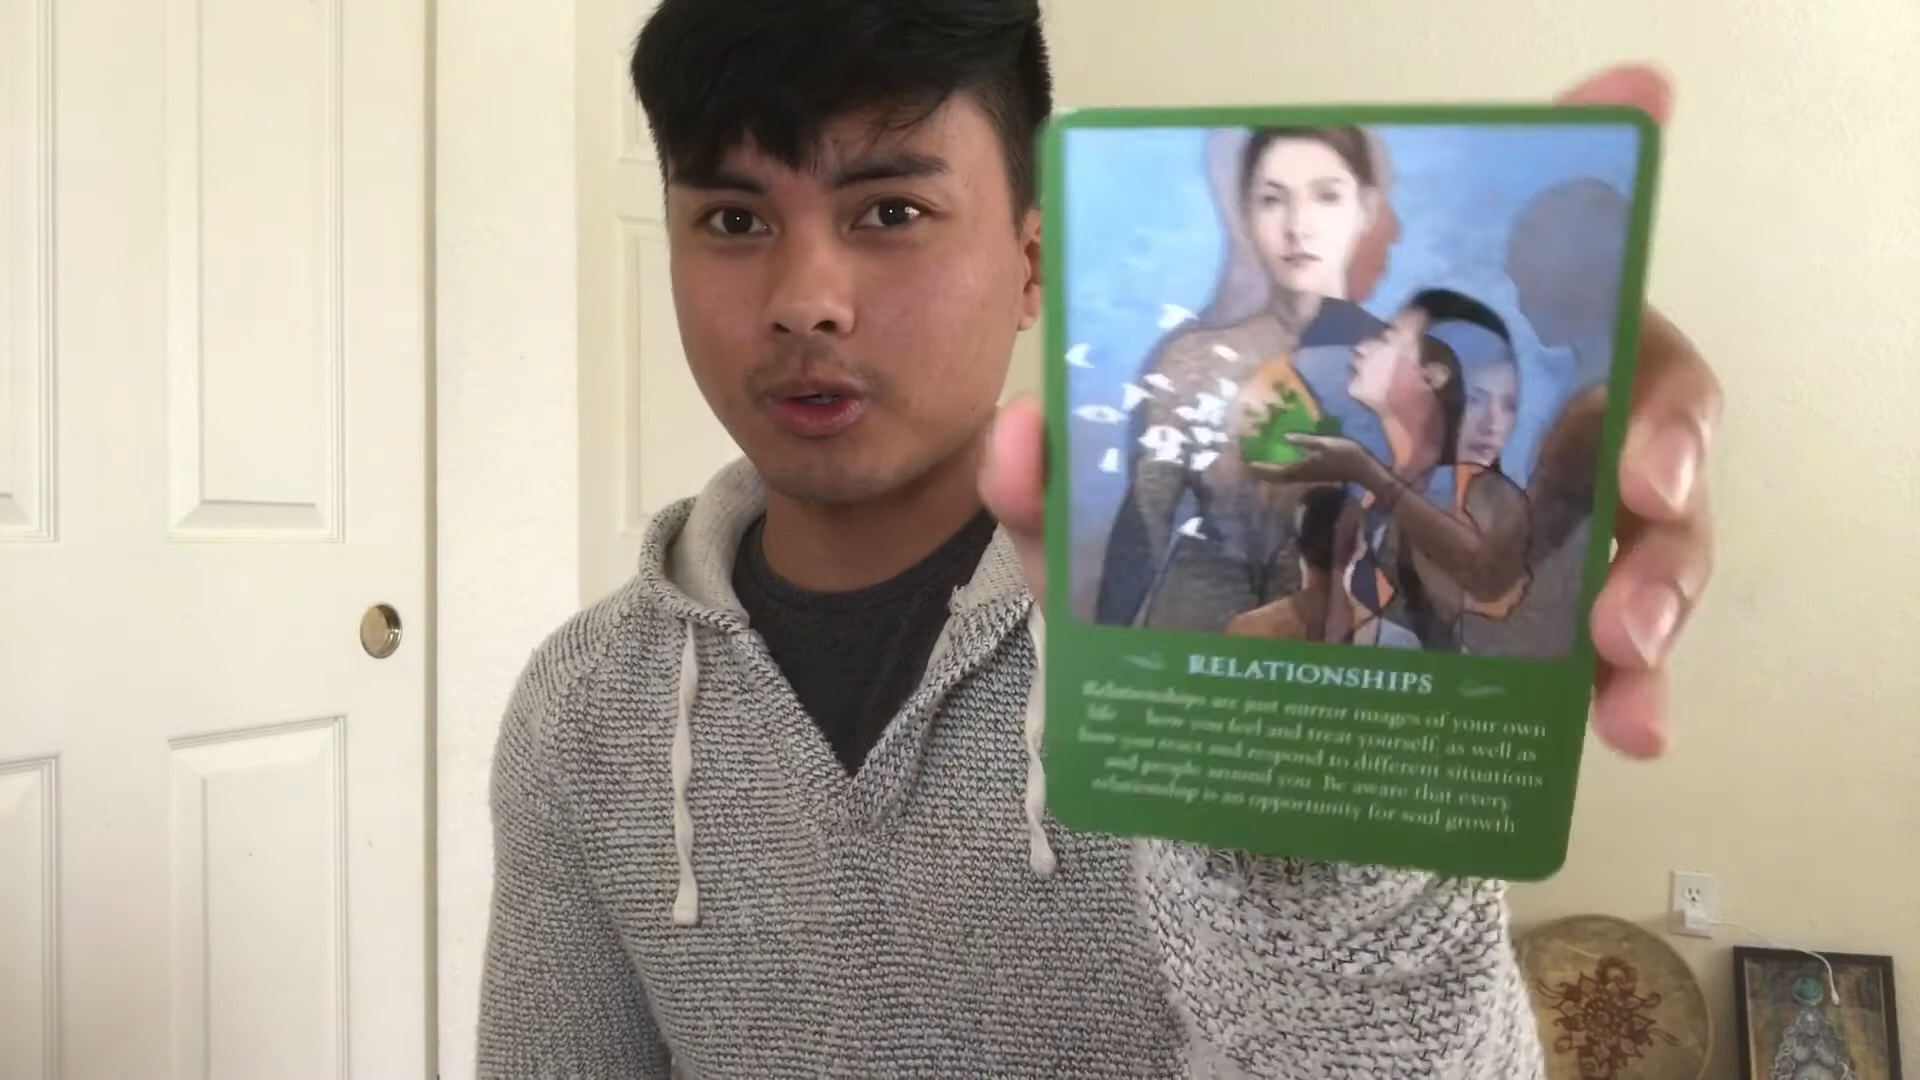 RELATIONSHIPS
Relationships are just mirror images of your own
life how you feel and treat yourself, as well as
how you react and respond to different situations
and people around you. Be aware that every
relationship is an opportunity for soul growth